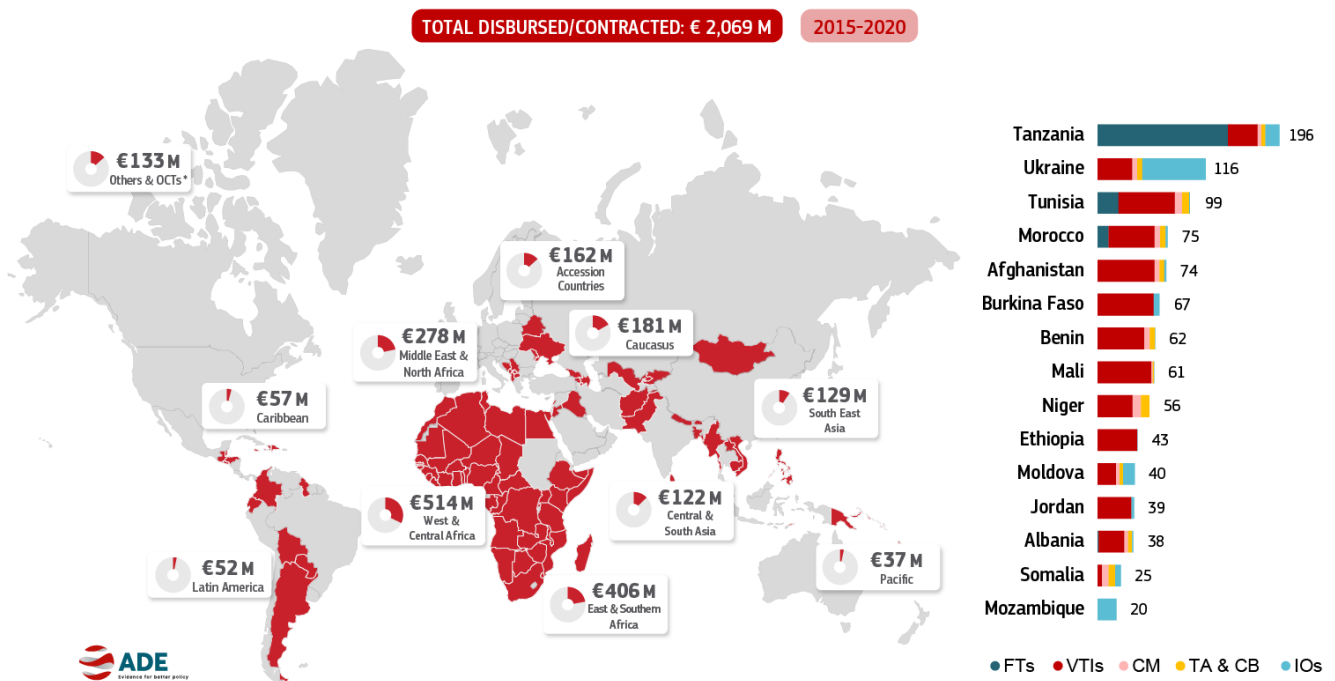 TOTAL DISBURSED/CONTRACTED: € 2,069 M
2015-2020
€133 M
Others & OCTs *
€162 M
Accession
Countries
€278 M
Middle East &
North Africa
€181 M
Caucasus
€57 M
Caribbean
€129 M
South East
Asia
€514 M
West &
Central Africa
€122 M
Central &
South Asia
€52 M
Latin America
€37 M
Pacific
€406 M
East & Southern
Africa
ADE
Evidence for better policy
Tanzania 196
Ukraine 116
Tunisia 99
Morocco 75
Afghanistan 74
Burkina Faso 67
Benin 62
Mali 61
Niger 56
Ethiopia 43
Moldova 40
Jordan 39
Albania 38
Somalia 25
Mozambique 20
FTs VTIs CM TA & CB IOs